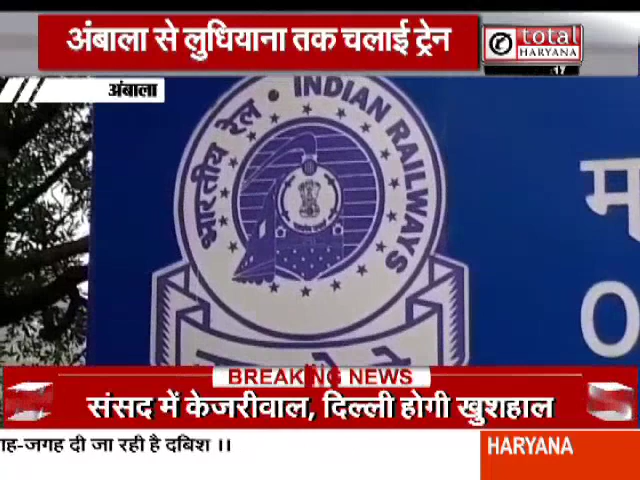 अंबाला से लुधियाना तक चलाई ट्रेन
total
HARYANA
अंबाला
भारतीय रेल • INDIAN RAILWAYS
BREAKING NEWS
संसद में केजरीवाल, दिल्ली होगी खुशहाल
ाह-जगह दी जा रही है दबिश ।।
HARYANA